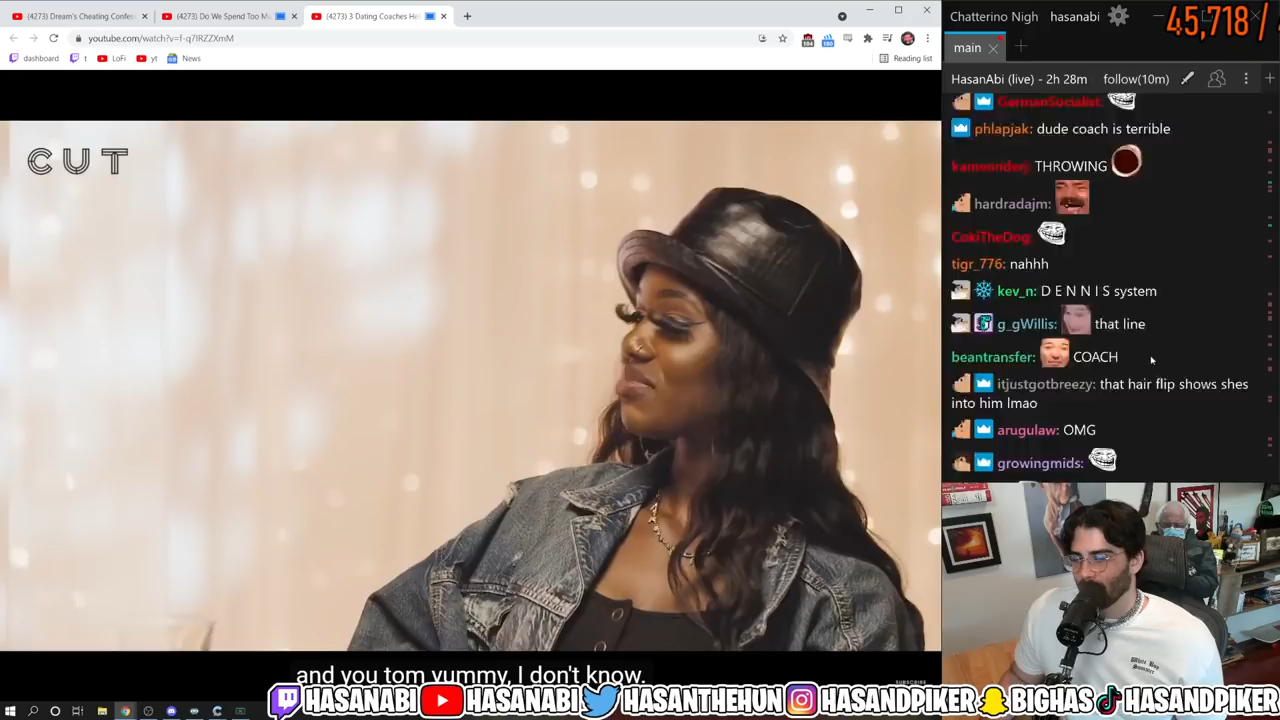 (4273) Dream's Cheating Confes
(4273) Do We Spend Too M
(4273) 3 Dating Coaches He
youtube.com/watch?v=f-q7lRZZXmM
dashboard
t
LoFi
yt
News
Reading list
CUT
and you tom yummy, I don't know.
SUBSCRIBE
Chatterino Nigh
hasanabi
45,718 /
main
HasanAbi (live) - 2h 28m
follow(10m)
GermanSocialist:
phlapjak: dude coach is terrible
THROWING
hardradajm:
CokiTheDog:
tigr_776: nahhh
kev_n: D E N N I S system
g_gWillis: that line
beantransfer: COACH
itjustgotbreezy: that hair flip shows shes
into him lmao
arugulaw: OMG
growingmids:
HASANABI HASANABI HASANTHEHUN HASANDPIKER BIGHAS HASANDPIKER